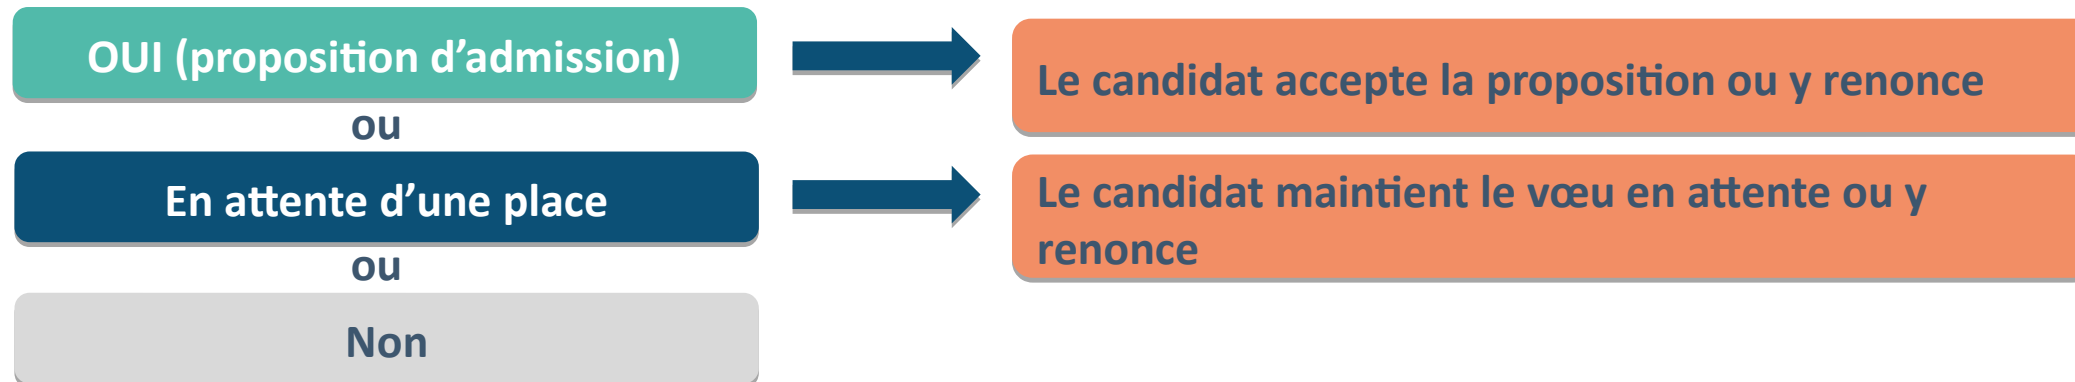 OUI (proposition d’admission)
Le candidat accepte la proposition ou y renonce
ou
En attente d’une place
Le candidat maintient le vœu en attente ou y
renonce
ou
Non